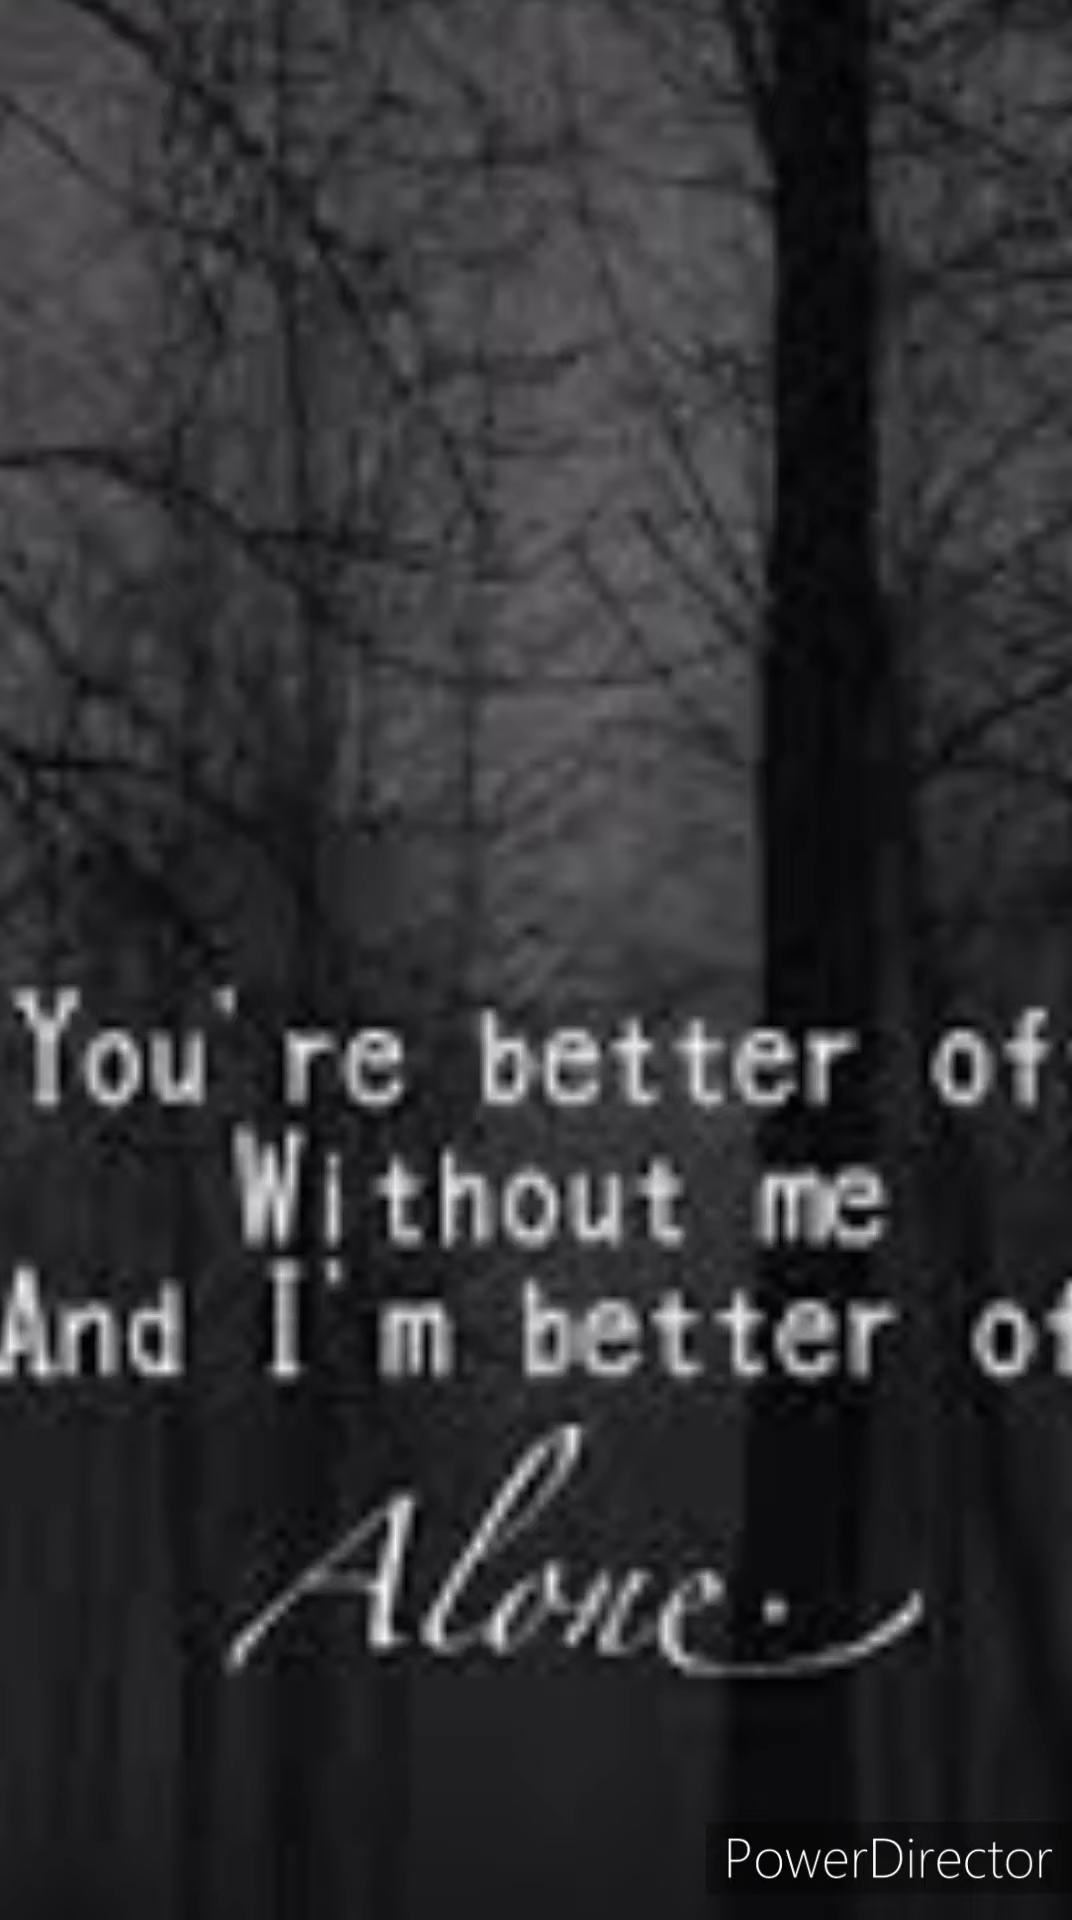 You're better of
Without me
And I'm better of
Alone.
PowerDirector